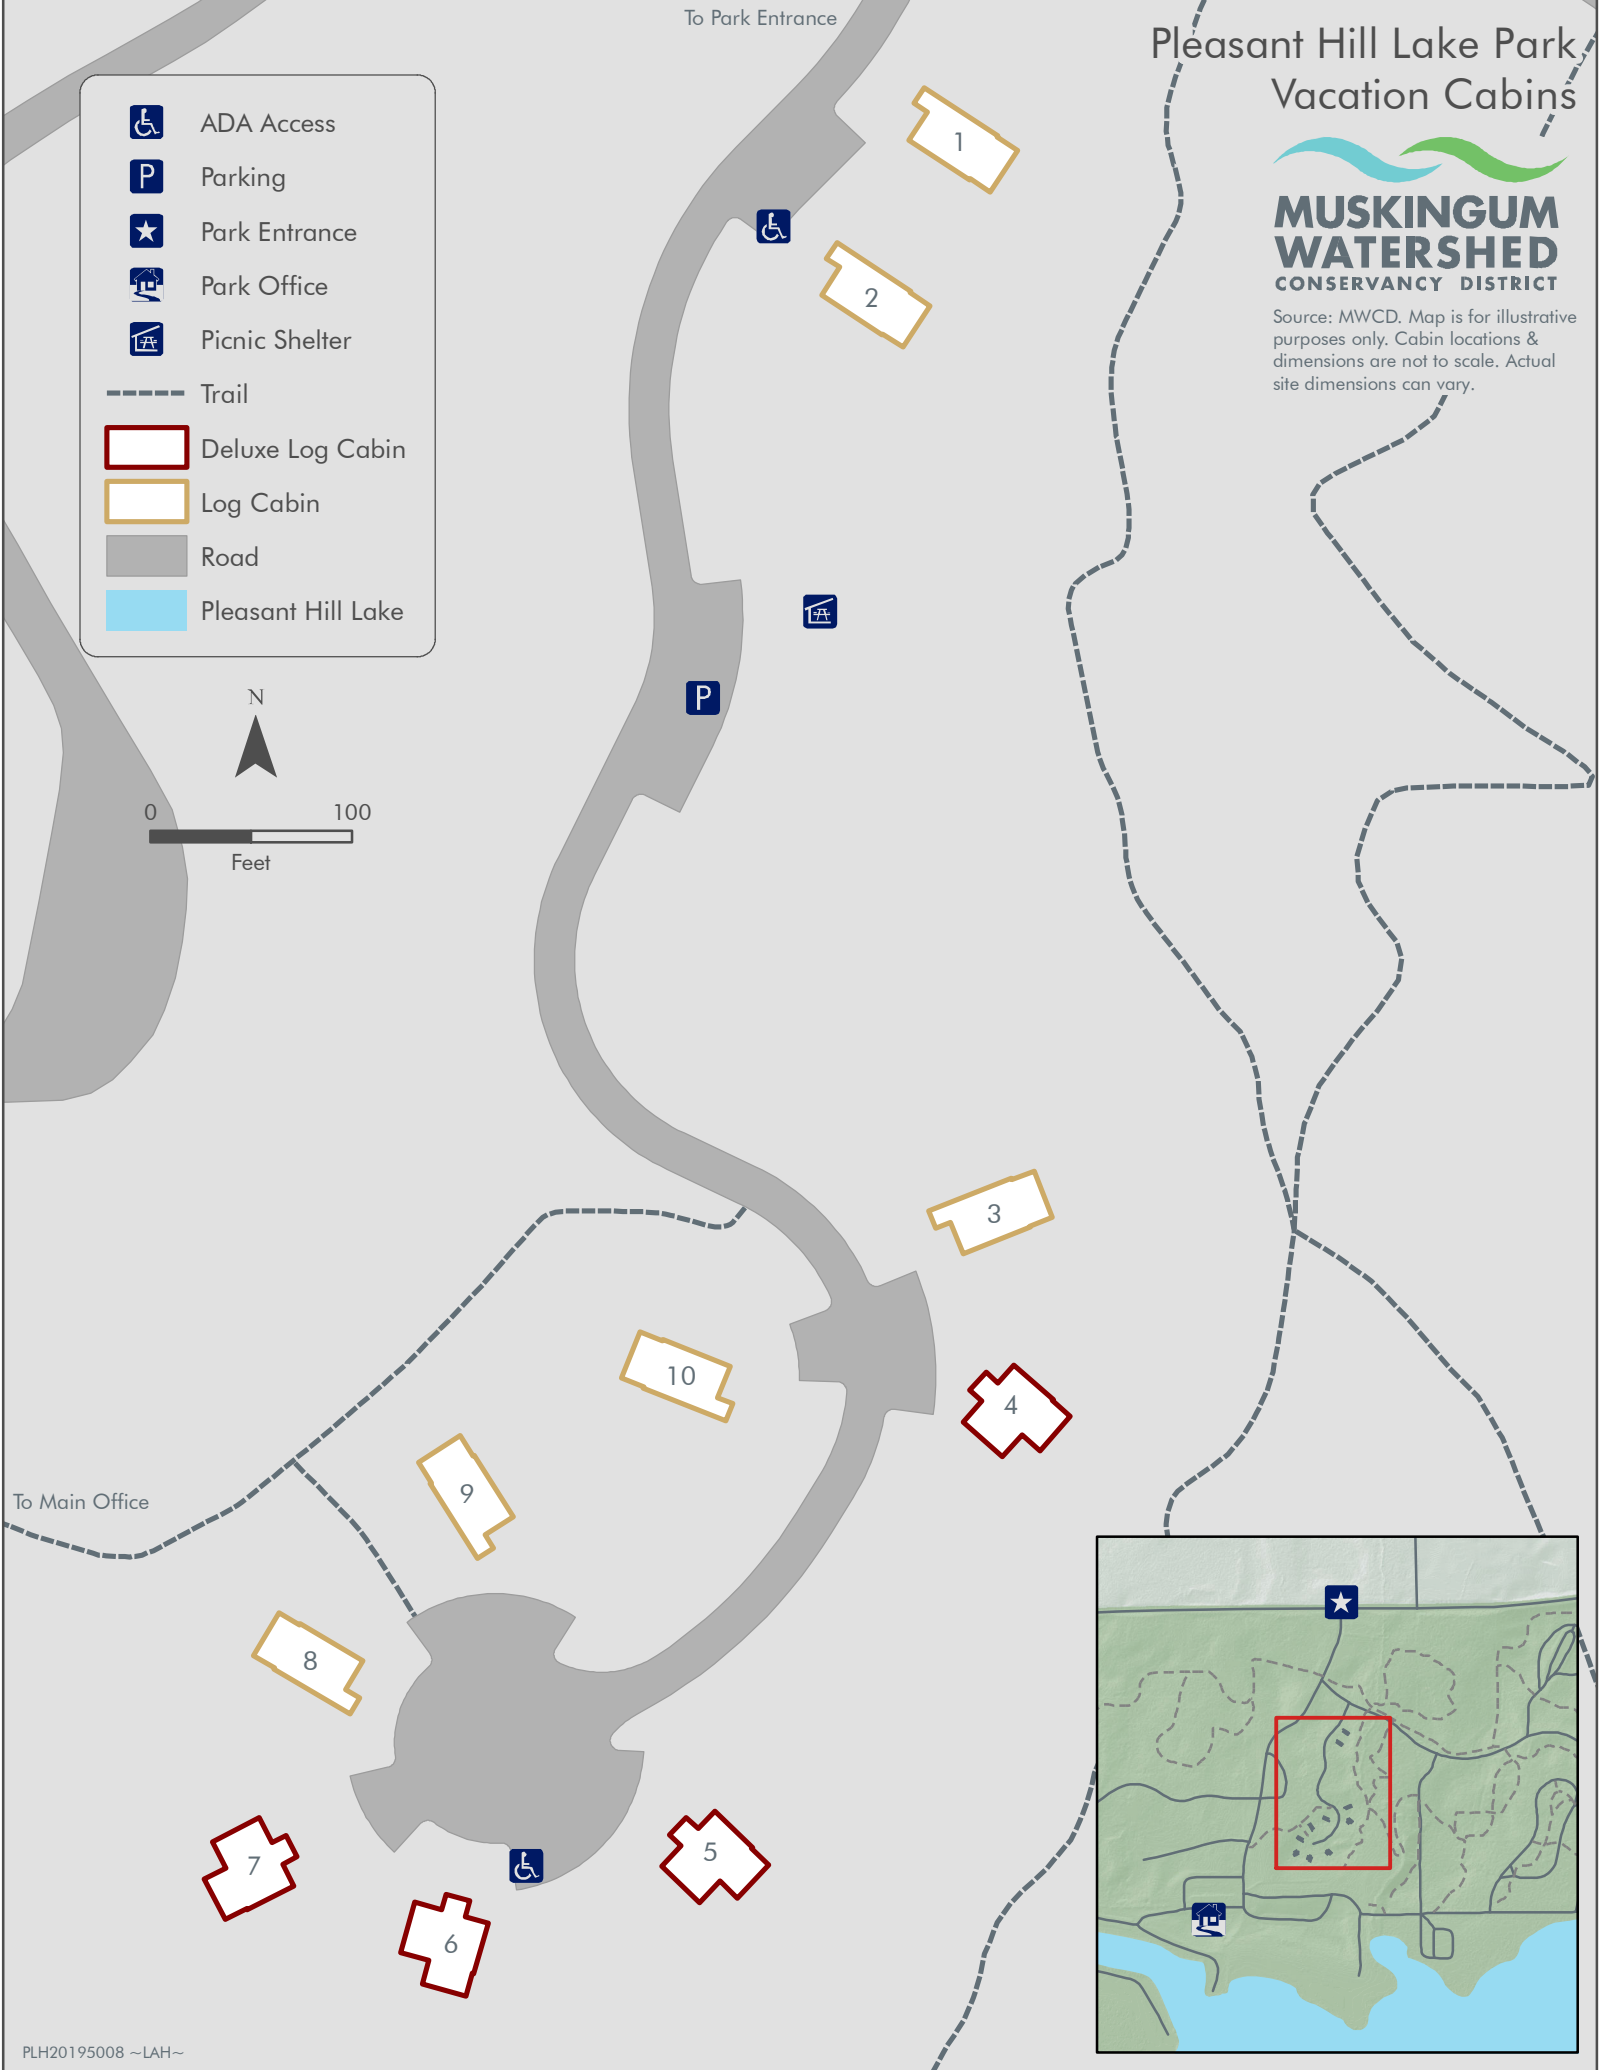 To Park Entrance
Pleasant Hill Lake Park
Vacation Cabins
MUSKINGUM
WATERSHED
CONSERVANCY DISTRICT
Source: MWCD. Map is for illustrative
purposes only. Cabin locations &
dimensions are not to scale. Actual
site dimensions can vary.
ADA Access
P Parking
Park Entrance
Park Office
Picnic Shelter
Trail
Deluxe Log Cabin
Log Cabin
Road
Pleasant Hill Lake
N
0 100
Feet
1
2
P
3
10
4
9
To Main Office
8
5
7
6
PLH20195008 ~LAH~